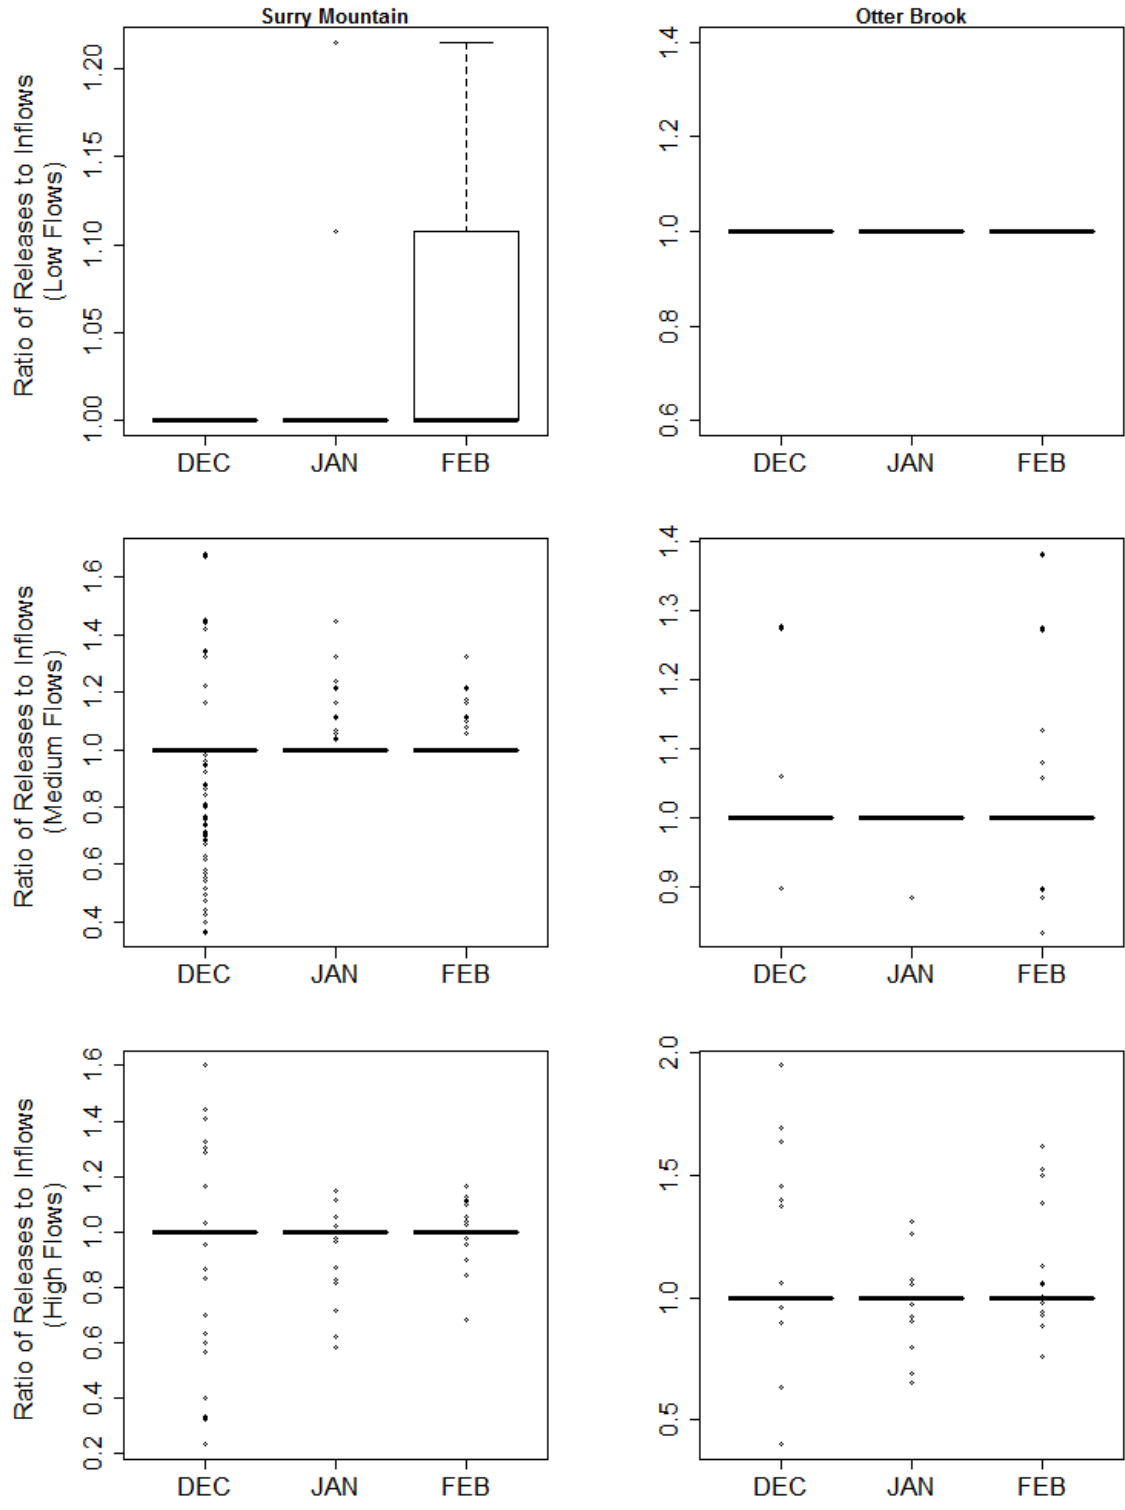 Surry Mountain
Otter Brook
Ratio of Releases to Inflows
(Low Flows)
1.20
1.15
1.10
1.05
1.00
DEC JAN FEB
1.4
1.2
1.0
0.8
0.6
DEC JAN FEB
Ratio of Releases to Inflows
(Medium Flows)
1.6
1.4
1.2
1.0
0.8
0.6
0.4
DEC JAN FEB
1.4
1.3
1.2
1.1
1.0
0.9
DEC JAN FEB
Ratio of Releases to Inflows
(High Flows)
1.6
1.4
1.2
1.0
0.8
0.6
0.4
0.2
DEC JAN FEB
2.0
1.5
1.0
0.5
DEC JAN FEB